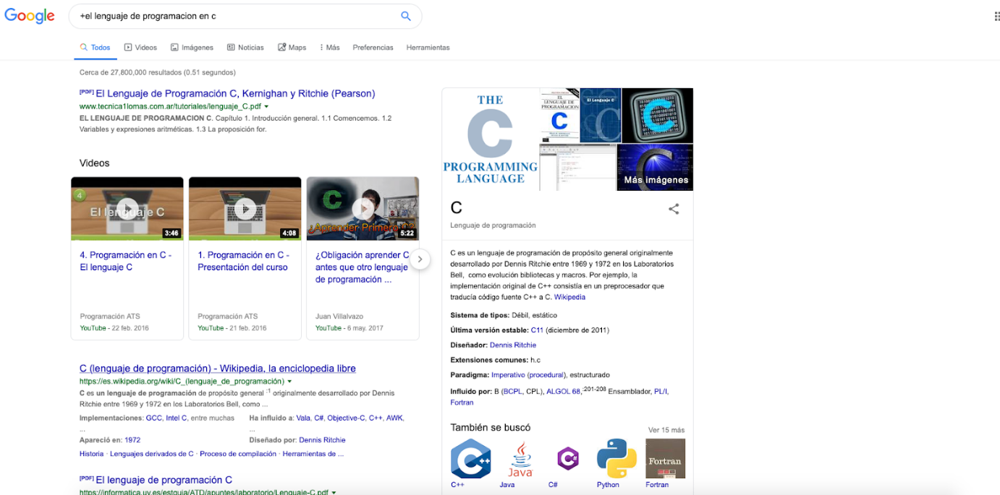 Google
+el lenguaje de programacion en c
Todos
Videos
Imágenes
Noticias
Maps
Más
Preferencias
Herramientas
Cerca de 27,800,000 resultados (0.51 segundos)
[PDF] El Lenguaje de Programación C, Kernighan y Ritchie (Pearson)
www.tecnica1lomas.com.ar/tutoriales/lenguaje_C.pdf
EL LENGUAJE DE PROGRAMACION C. Capítulo 1. Introducción general. 1.1 Comencemos. 1.2
Variables y expresiones aritméticas. 1.3 La proposición for.
Videos
4
El lenguaje C
3:46
4. Programación en C -
El lenguaje C
Programación ATS
YouTube - 22 feb. 2016
4:08
1. Programación en C -
Presentación del curso
Programación ATS
YouTube - 21 feb. 2016
C
¿Aprender Primero C?
5:22
¿Obligación aprender C
antes que otro lenguaje
de programación ...
Juan Villalvazo
YouTube - 6 may. 2017
C (lenguaje de programación) - Wikipedia, la enciclopedia libre
https://es.wikipedia.org/wiki/C_(lenguaje_de_programación)
C es un lenguaje de programación de propósito general :1 originalmente desarrollado por Dennis
Ritchie entre 1969 y 1972 en los Laboratorios Bell, como ...
Implementaciones: GCC, Intel C, entre muchas
...
Ha influido a: Vala, C#, Objective-C, C++, AWK,
...
Apareció en: 1972
Diseñado por: Dennis Ritchie
Historia · Lenguajes derivados de C · Proceso de compilación · Herramientas de ...
[PDF] El lenguaje de programación C
https://informatica.uv.es/estguia/ATD/apuntes/laboratorio/Lenguaje-C.pdf
THE
C
PROGRAMMING
LANGUAGE
EL
LENGUAJE DE
PROGRAMACION
C
El Lenguaje C
C
C
Más imágenes
C
Lenguaje de programación
C es un lenguaje de programación de propósito general originalmente
desarrollado por Dennis Ritchie entre 1969 y 1972 en los Laboratorios
Bell, como evolución bibliotecas y macros. Por ejemplo, la
implementación original de C++ consistía en un preprocesador que
traducía código fuente C++ a C. Wikipedia
Sistema de tipos: Débil, estático
Última versión estable: C11 (diciembre de 2011)
Diseñador: Dennis Ritchie
Extensiones comunes: h.c
Paradigma: Imperativo (procedural), estructurado
Influido por: B (BCPL, CPL), ALGOL 68,:201-208 Ensamblador, PL/I,
Fortran
También se buscó
Ver 15 más
C++
Java
C#
Fortran
C++
Java
C#
Python
Fortran